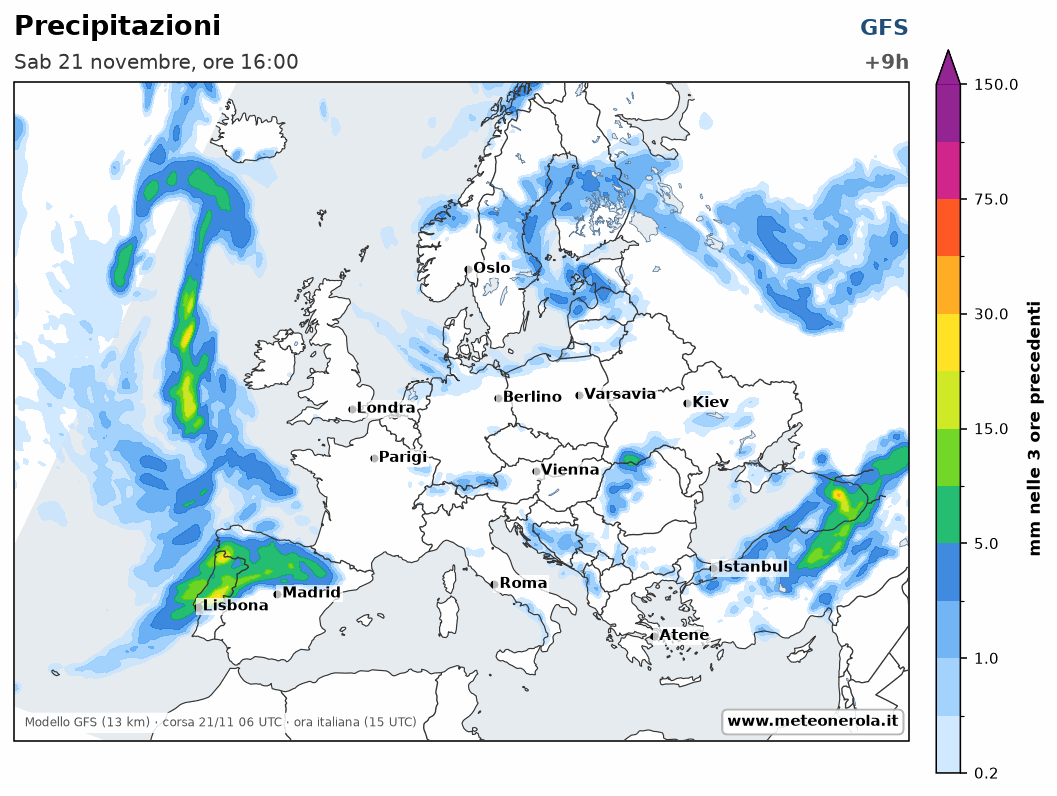 Precipitazioni
GFS
Sab 21 novembre, ore 16:00
+9h
150.0
75.0
30.0
15.0
5.0
1.0
0.2
mm nelle 3 ore precedenti
Oslo
Londra
Berlino
Varsavia
Kiev
Parigi
Vienna
Istanbul
Roma
Madrid
Lisbona
Atene
Modello GFS (13 km) · corsa 21/11 06 UTC · ora italiana (15 UTC)
www.meteonerola.it